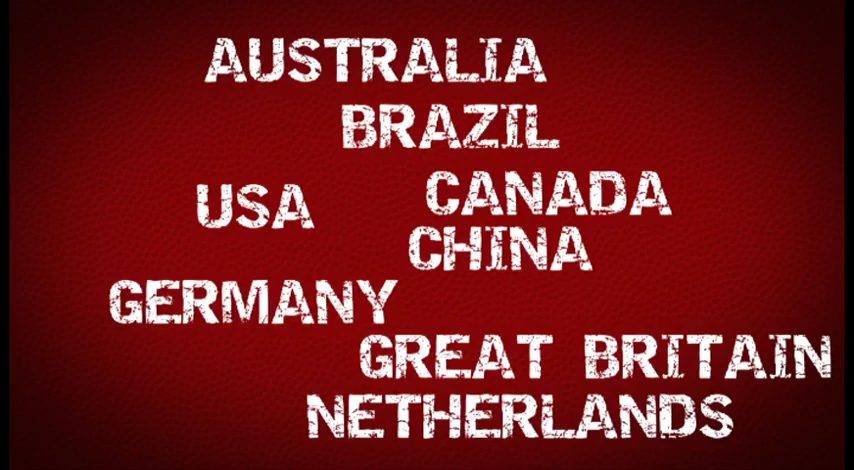 AUSTRALIA
BRAZIL
USA
CANADA
CHINA
GERMANY
GREAT BRITAIN
NETHERLANDS